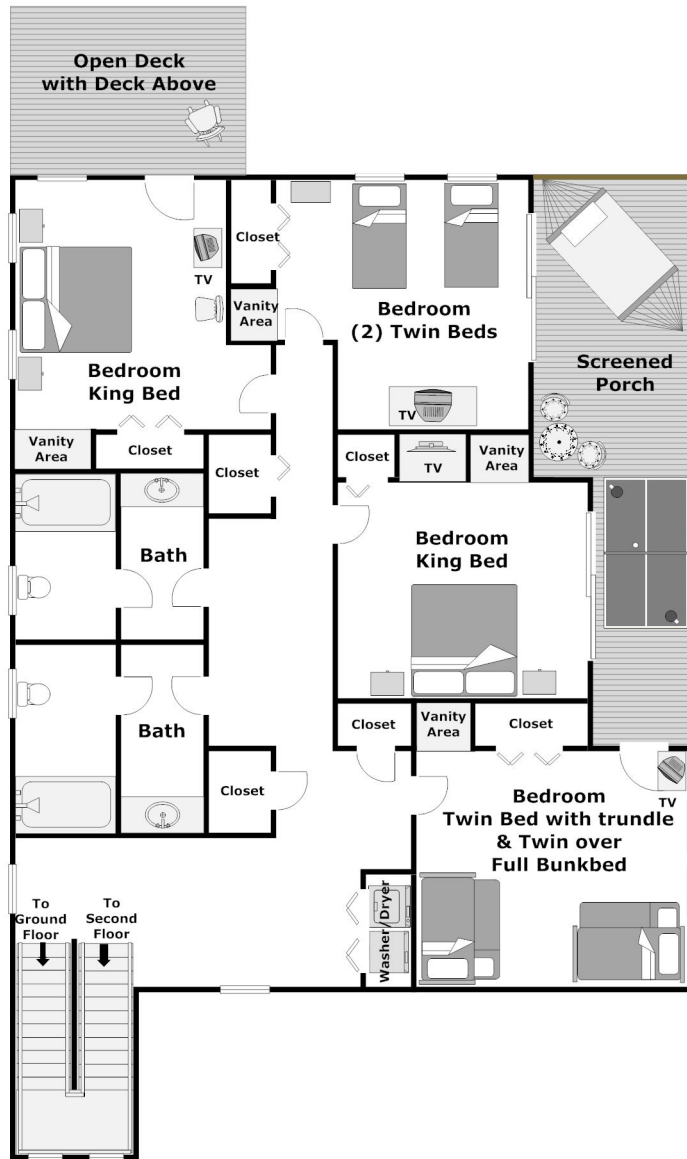 Open Deck
with Deck Above
Closet
TV
Vanity
Area
Bedroom
(2) Twin Beds
Screened
Porch
Bedroom
King Bed
TV
Vanity
Area
Closet
Closet
Closet
TV
Vanity
Area
Bath
Bedroom
King Bed
Bath
Closet
Vanity
Area
Closet
Closet
Bedroom
Twin Bed with trundle
& Twin over
Full Bunkbed
TV
Washer/Dryer
To
Ground
Floor
To
Second
Floor